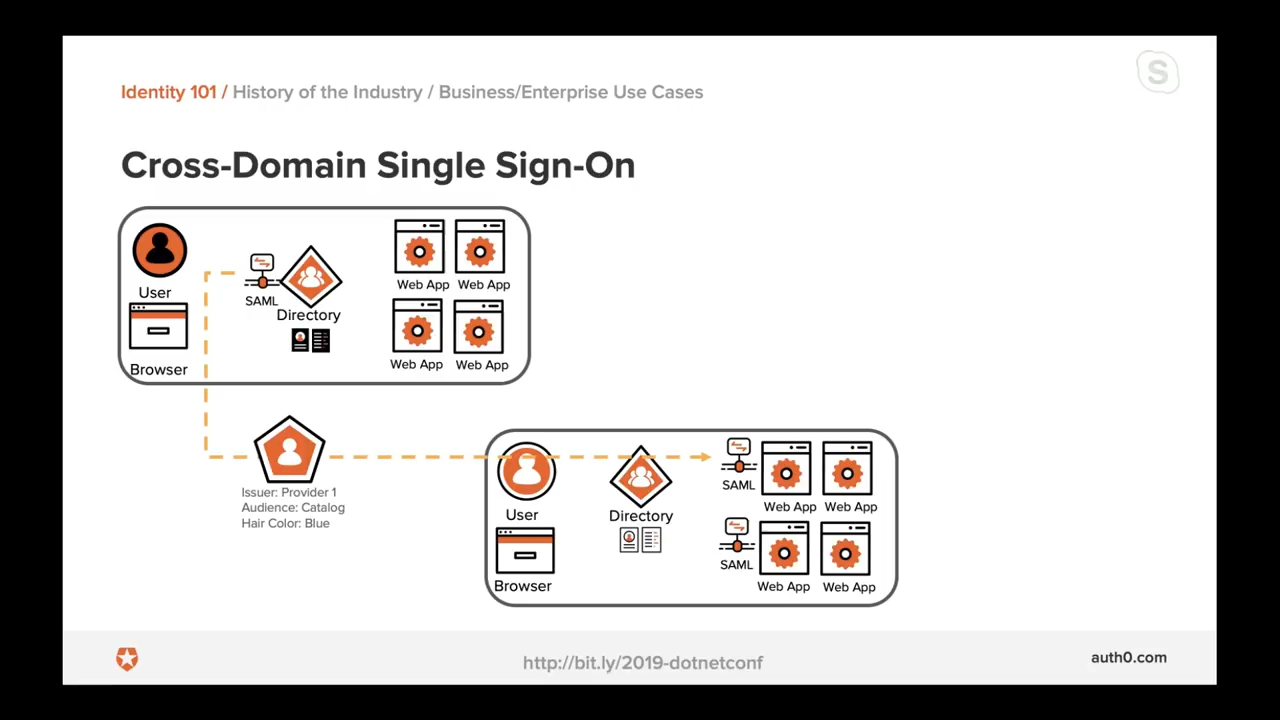 Identity 101 / History of the Industry / Business/Enterprise Use Cases
S
Cross-Domain Single Sign-On
User
Browser
SAML
Directory
Web App
Web App
Web App
Web App
Issuer: Provider 1
Audience: Catalog
Hair Color: Blue
User
Browser
Directory
SAML
SAML
Web App
Web App
Web App
Web App
http://bit.ly/2019-dotnetconf
auth0.com